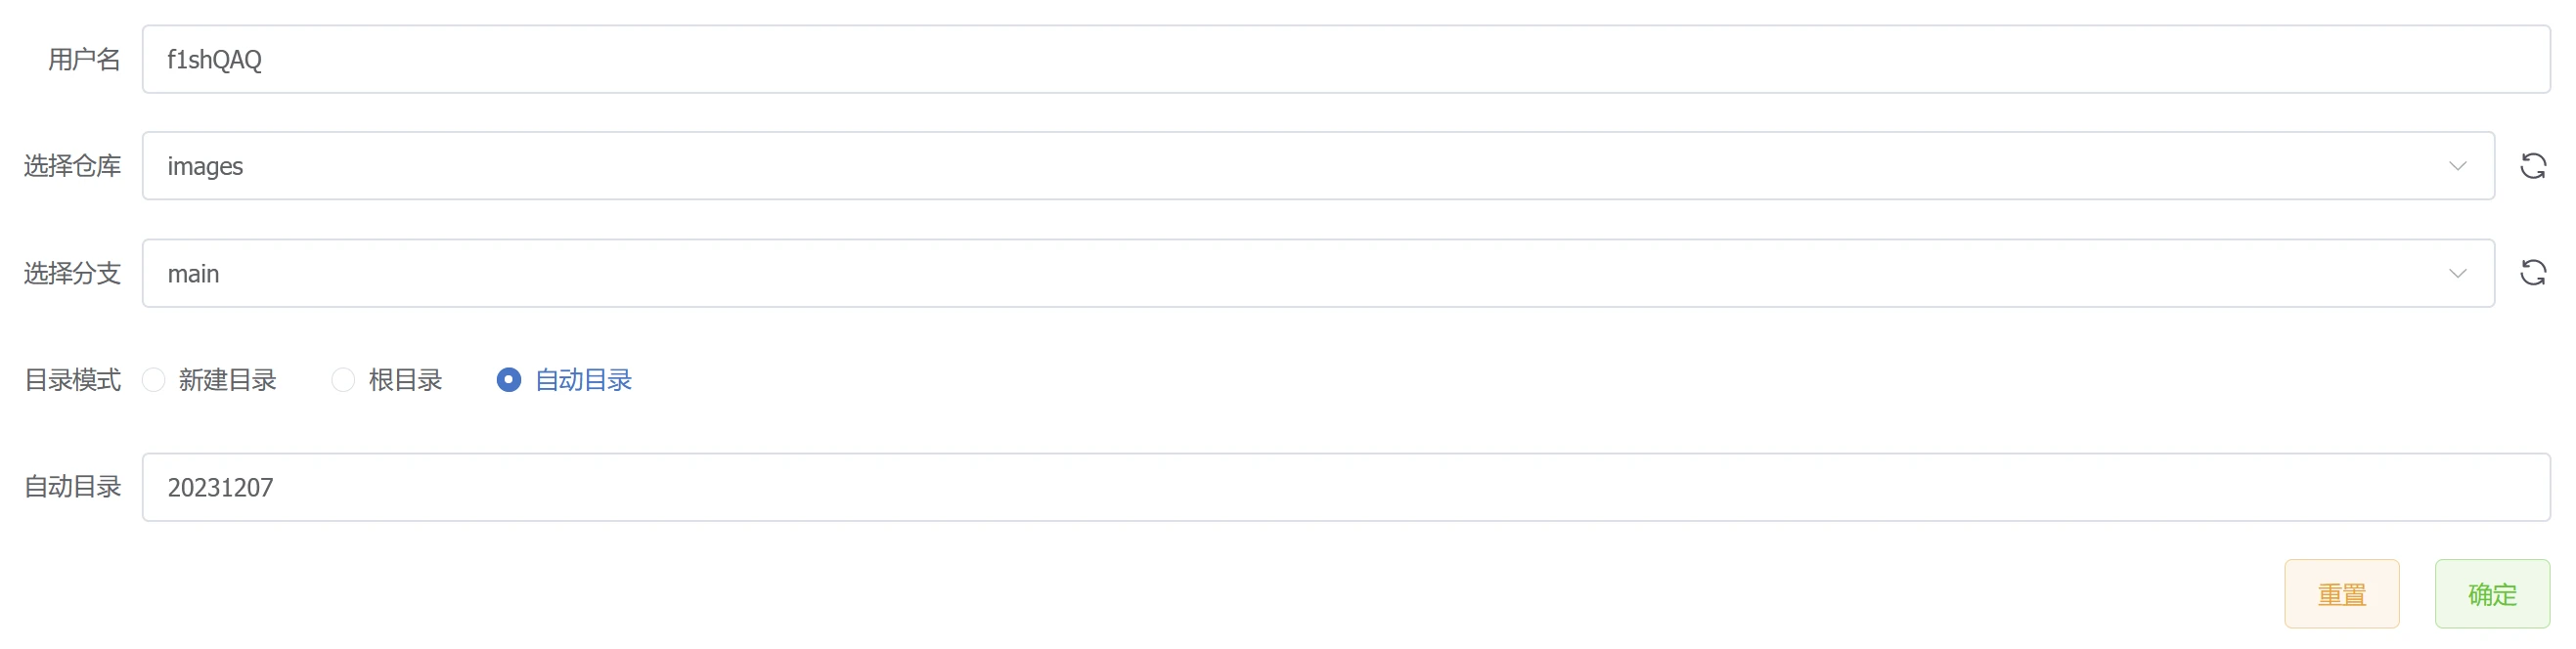 用户名 f1shQAQ
选择仓库 images
选择分支 main
目录模式 新建目录 根目录 自动目录
自动目录 20231207
重置 确定